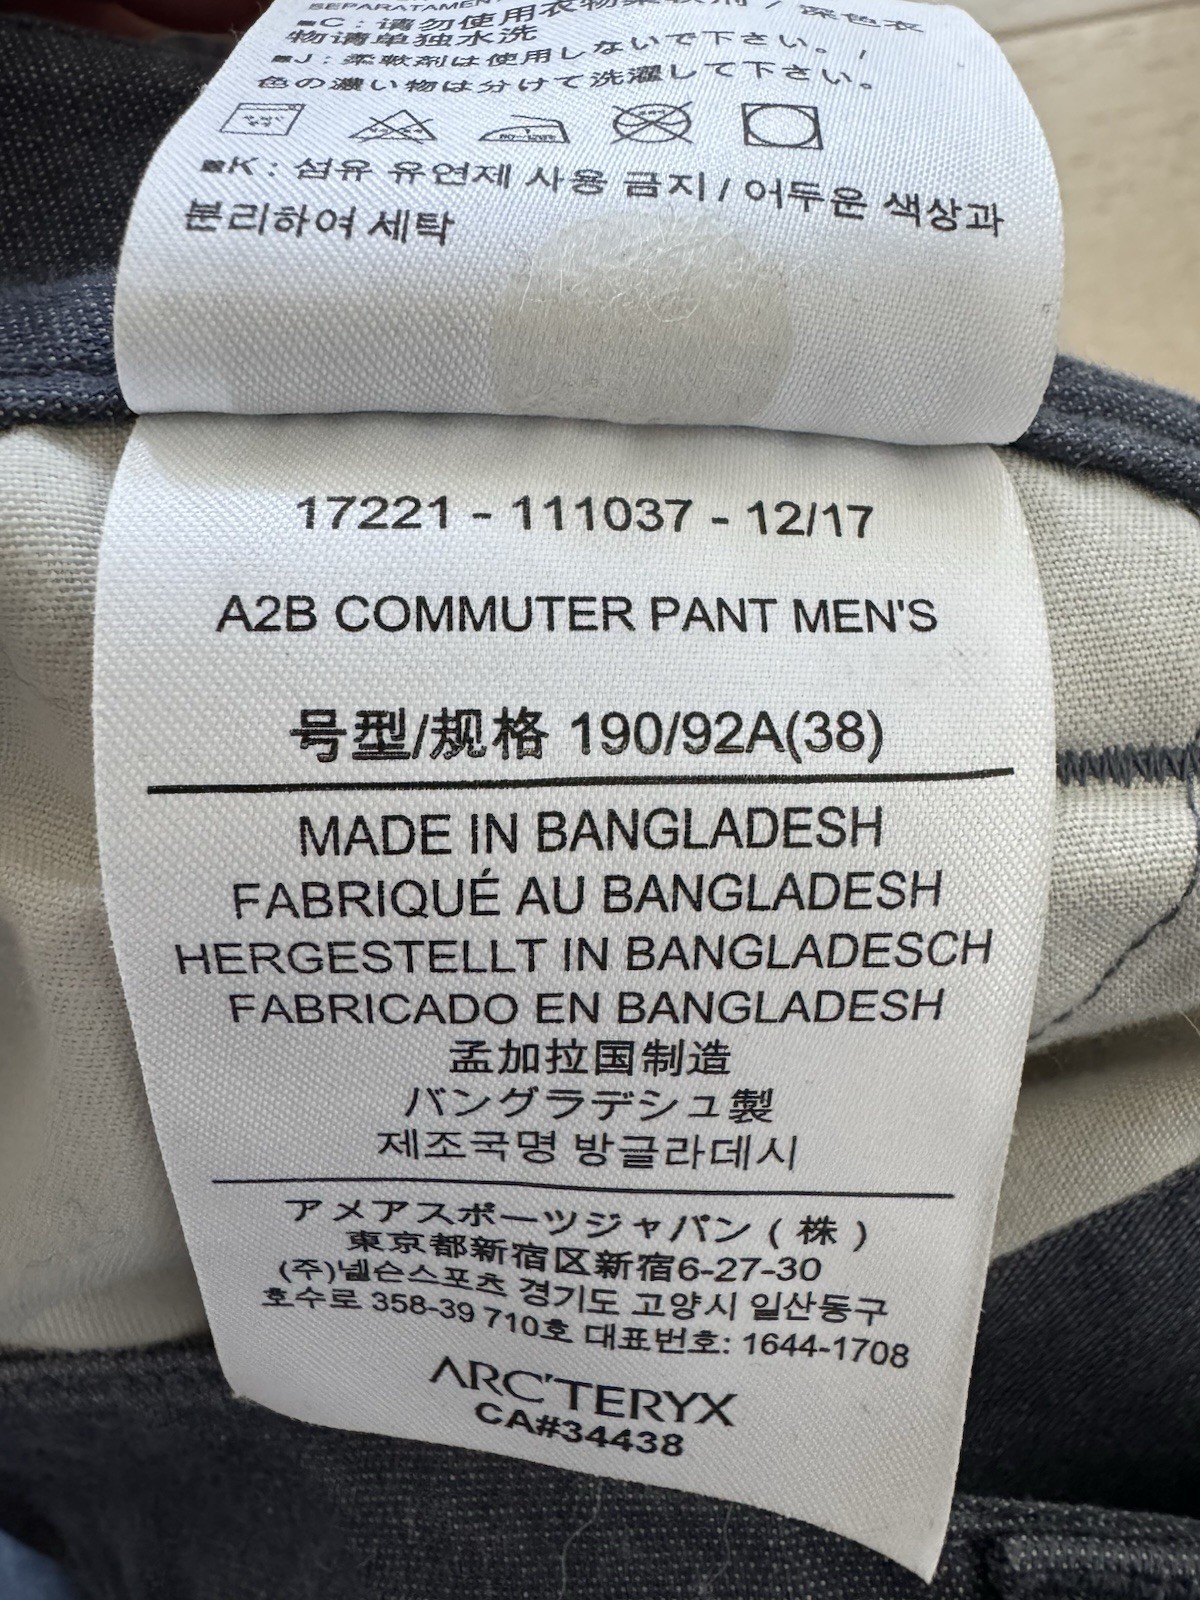 ■C：请勿使用衣物柔软剂 / 深色衣
物请单独水洗
■J：柔軟剤は使用しないで下さい。/
色の濃い物は分けて洗濯して下さい。
■K : 섬유 유연제 사용 금지 / 어두운 색상과
분리하여 세탁
17221 - 111037 - 12/17
A2B COMMUTER PANT MEN'S
号型/规格 190/92A(38)
MADE IN BANGLADESH
FABRIQUÉ AU BANGLADESH
HERGESTELLT IN BANGLADESCH
FABRICADO EN BANGLADESH
孟加拉国制造
バングラデシュ製
제조국명 방글라데시
アメアスポーツジャパン ( 株 )
東京都新宿区新宿6-27-30
(주)넬슨스포츠 경기도 고양시 일산동구
호수로 358-39 710호 대표번호: 1644-1708
ARC'TERYX
CA#34438